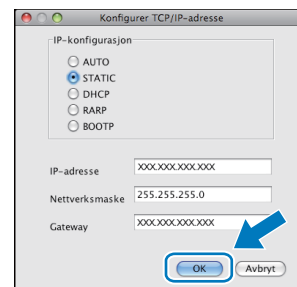 Konfigurer TCP/IP-adresse
IP-konfigurasjon
AUTO
STATIC
DHCP
RARP
BOOTP
IP-adresse XXX.XXX.XXX.XXX
Nettverksmaske 255.255.255.0
Gateway XXX.XXX.XXX.XXX
OK Avbryt